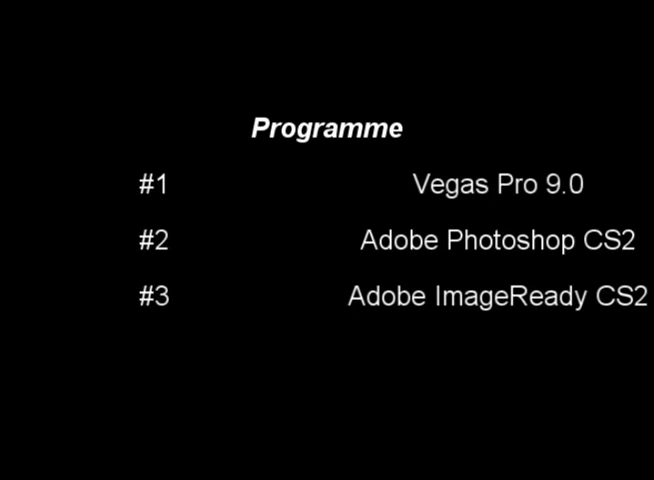 Programme
#1 Vegas Pro 9.0
#2 Adobe Photoshop CS2
#3 Adobe ImageReady CS2